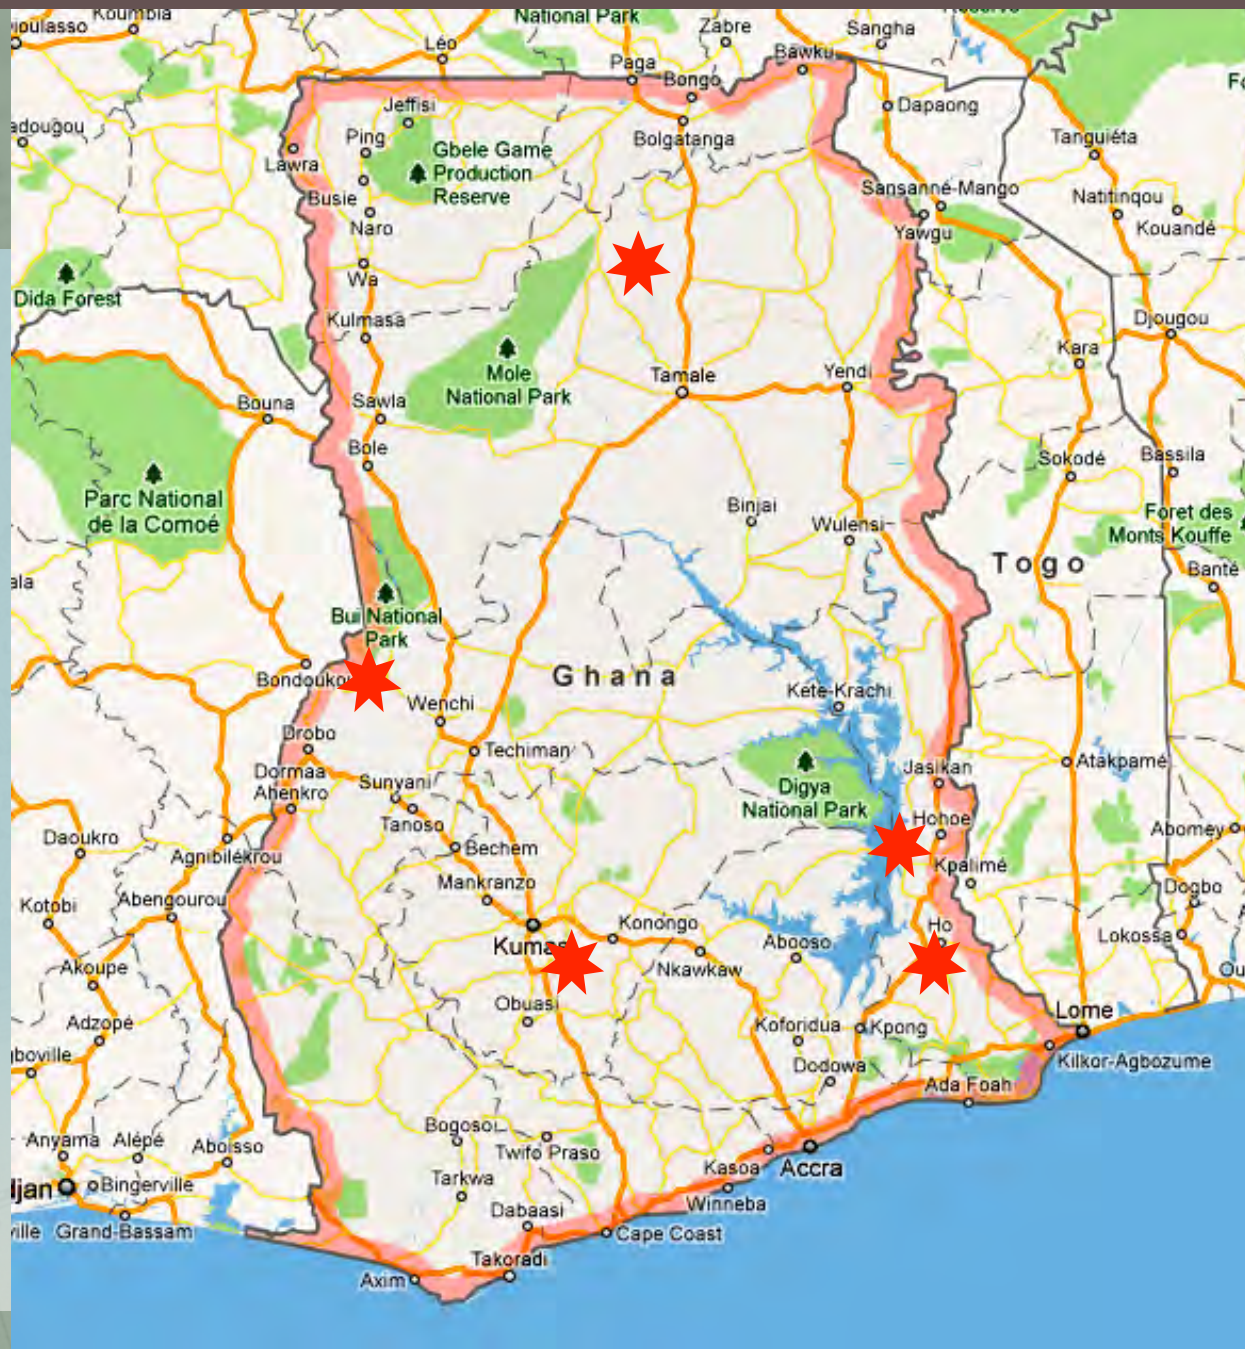 Koumbia
National Park
Zabre
Sangha
Léo
Paga
Bawku
Bongo
Jeffisi
Dapaong
Ping
Bolgatanga
Tanguiéta
Lawra
Gbele Game
Production
Reserve
Busie
Sansanné-Mango
Natitinqou
Naro
Yawgu
Kouandé
Wa
Dida Forest
Kulmasa
Djougou
Kara
Mole
National Park
Tamale
Yendi
Bouna
Sawla
Bole
Sokodé
Bassila
Parc National
de la Comoé
Binjai
Wulensi
Foret des
Monts Kouffe
Togo
Banté
Bui National
Park
Ghana
Kete-Krachi
Wenchi
Drobo
Techiman
Atakpamé
Dormaa
Ahenkro
Sunyani
Digya
National Park
Jasikan
Tanoso
Hohoe
Daoukro
Agnibilékrou
Bechem
Abomey
Kpalimé
Mankranzo
Dogbo
Kotobi
Abengourou
Konongo
Ho
Abooso
Lokossa
Akoupe
Nkawkaw
Obuasi
Lome
Adzopé
Koforidua
Kpong
Kilkor-Agbozume
Dodowa
Ada Foah
Bogoso
Anyama
Alépé
Aboisso
Twifo Praso
Kasoa
Accra
Tarkwa
Bingerville
Winneba
Dabaasi
Grand-Bassam
Cape Coast
Takoradi
Axim